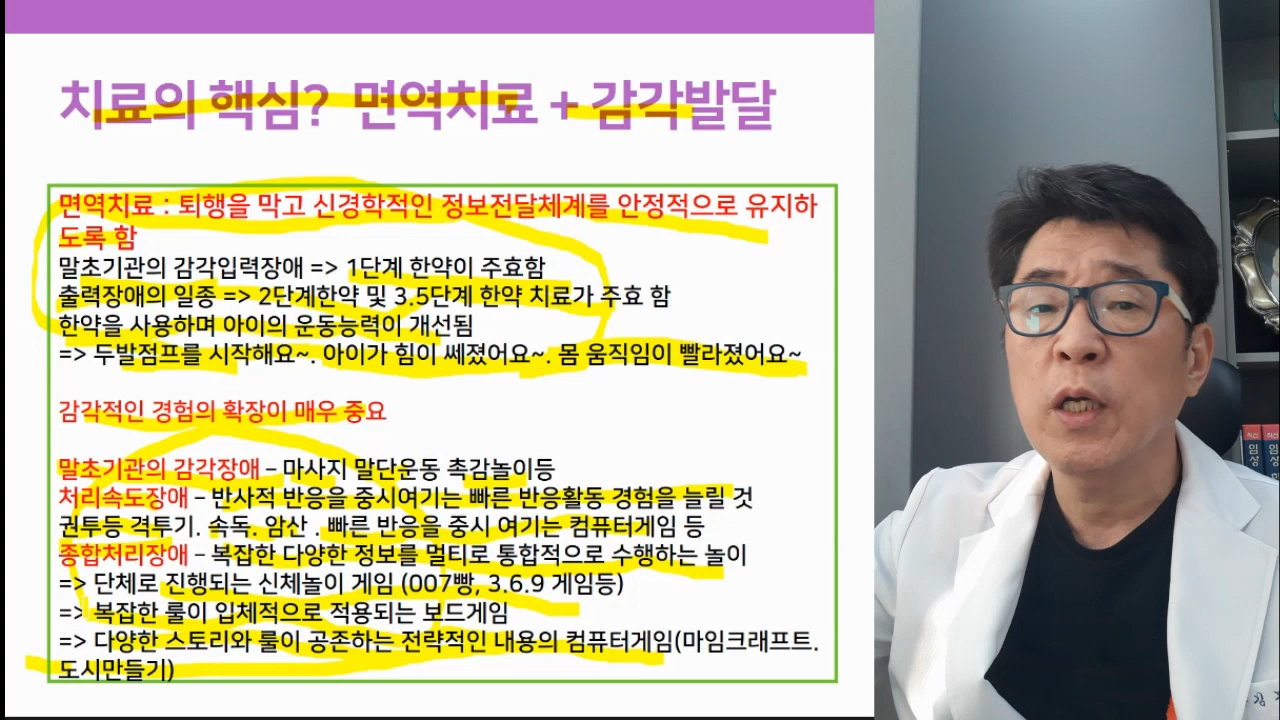 치료의 핵심? 면역치료 + 감각발달
면역치료 : 퇴행을 막고 신경학적인 정보전달체계를 안정적으로 유지하
도록 함
말초기관의 감각입력장애 => 1단계 한약이 주효함
출력장애의 일종 => 2단계한약 및 3.5단계 한약 치료가 주효 함
한약을 사용하며 아이의 운동능력이 개선됨
=> 두발점프를 시작해요~. 아이가 힘이 쎄졌어요~. 몸 움직임이 빨라졌어요~
감각적인 경험의 확장이 매우 중요
말초기관의 감각장애 – 마사지 말단운동 촉감놀이등
처리속도장애 – 반사적 반응을 중시여기는 빠른 반응활동 경험을 늘릴 것
권투등 격투기. 속독. 암산 . 빠른 반응을 중시 여기는 컴퓨터게임 등
종합처리장애 – 복잡한 다양한 정보를 멀티로 통합적으로 수행하는 놀이
=> 단체로 진행되는 신체놀이 게임 (007빵, 3.6.9 게임등)
=> 복잡한 룰이 입체적으로 적용되는 보드게임
=> 다양한 스토리와 룰이 공존하는 전략적인 내용의 컴퓨터게임(마임크래프트.
도시만들기)
최신 최신
임상 임상
김